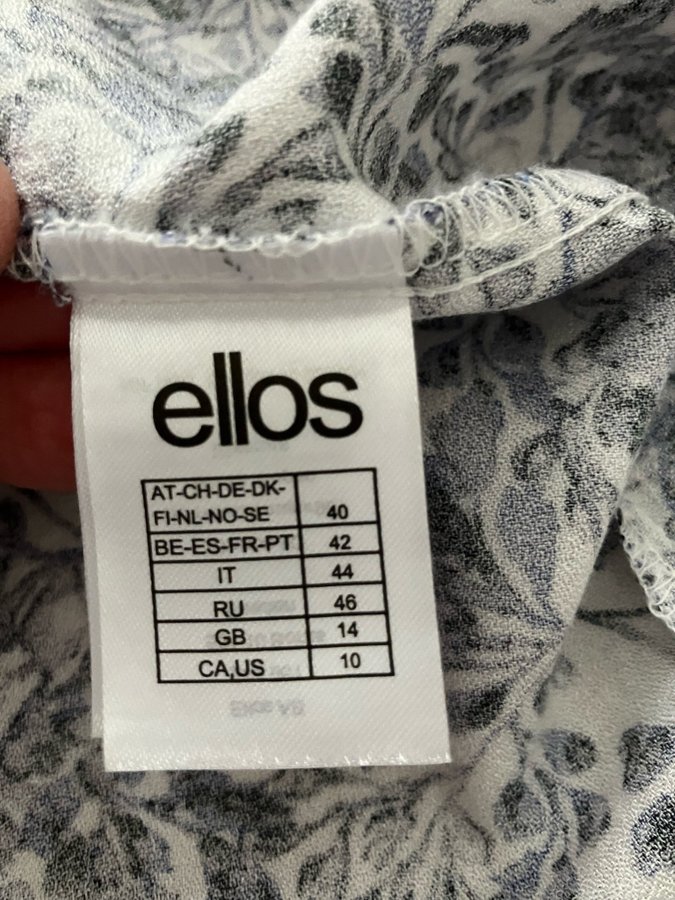 ellos
AT-CH-DE-DK-
FI-NL-NO-SE 40
BE-ES-FR-PT 42
IT 44
RU 46
GB 14
CA,US 10